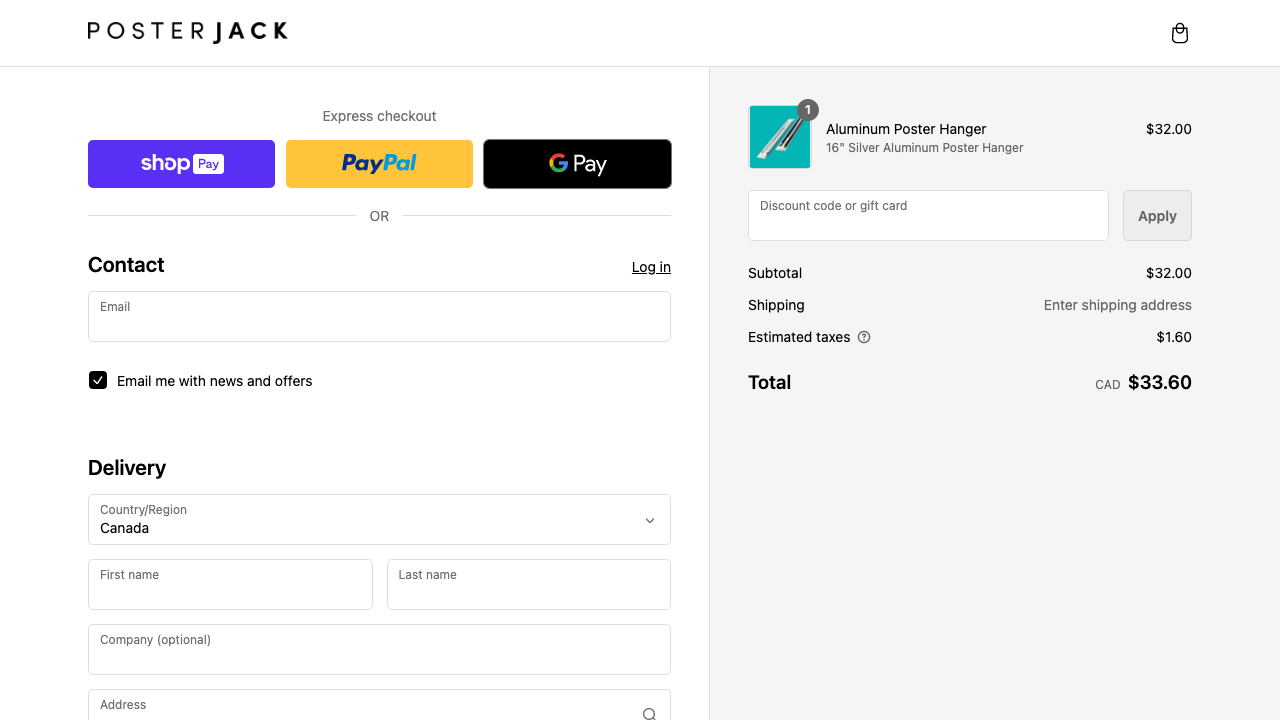 POSTERJACK
Express checkout
shop Pay
PayPal
G Pay
OR
Contact
Log in
Email
Email me with news and offers
Delivery
Country/Region
Canada
First name
Last name
Company (optional)
Address
1
Aluminum Poster Hanger
$32.00
16" Silver Aluminum Poster Hanger
Discount code or gift card
Apply
Subtotal
$32.00
Shipping
Enter shipping address
Estimated taxes
$1.60
Total
CAD $33.60